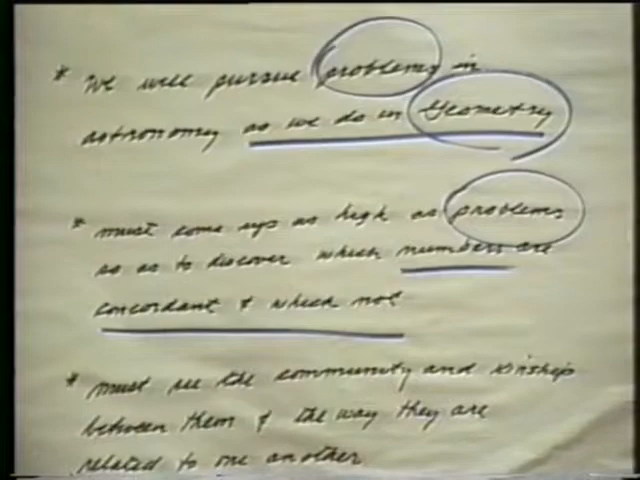 * We will pursue problems in
astronomy as we do in Geometry
* must come up as high as problems
so as to discover which numbers are
concordant & which not
* must see the community and kinship
between them & the way they are
related to one another